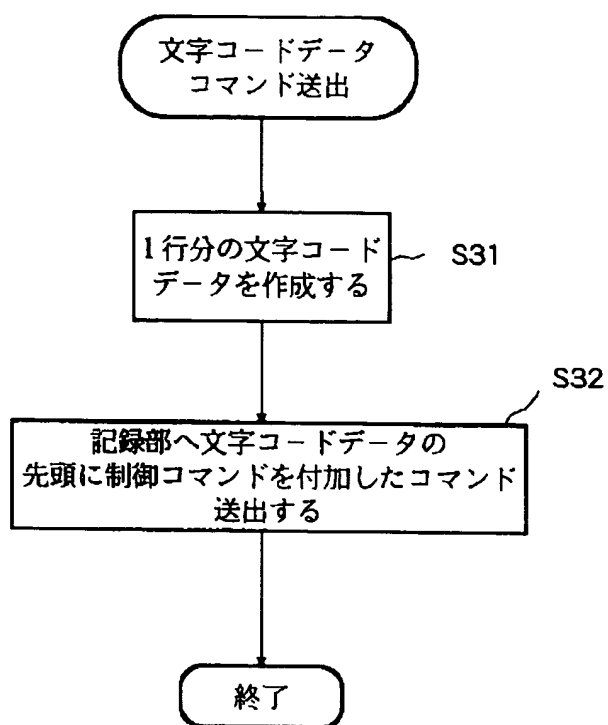 文字コードデータ
コマンド送出
1行分の文字コード
データを作成する
S31
S32
記録部へ文字コードデータの
先頭に制御コマンドを付加したコマンド
送出する
終了